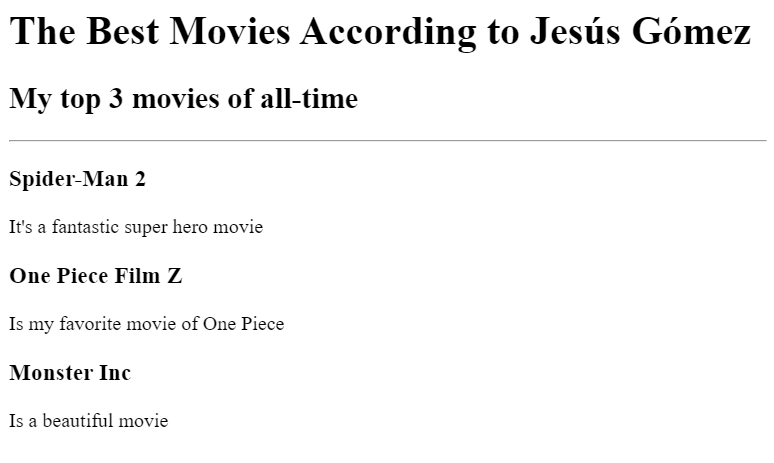 The Best Movies According to Jesús Gómez
My top 3 movies of all-time
Spider-Man 2
It's a fantastic super hero movie
One Piece Film Z
Is my favorite movie of One Piece
Monster Inc
Is a beautiful movie